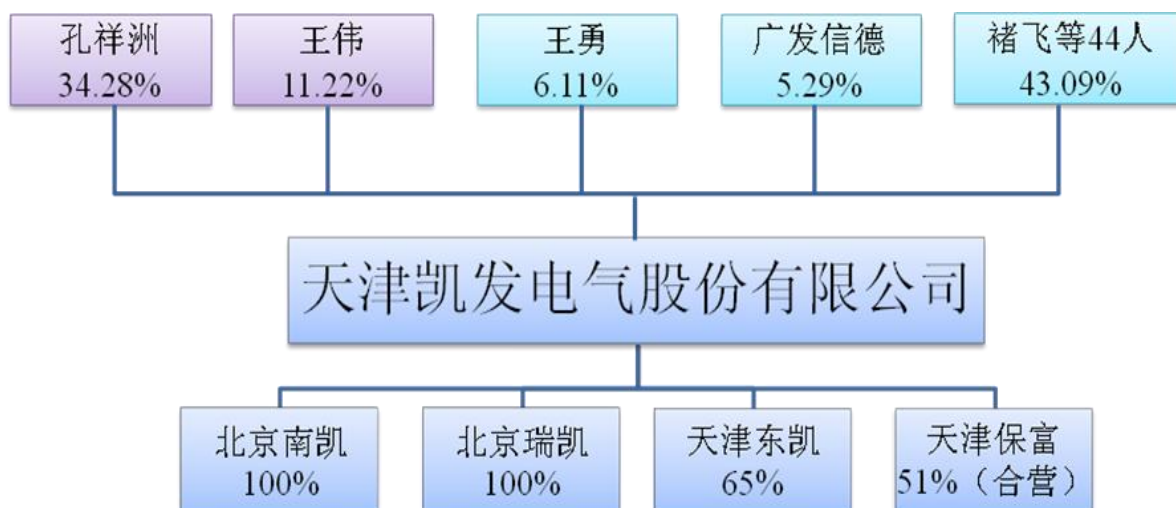 孔祥洲
34.28%
王伟
11.22%
王勇
6.11%
广发信德
5.29%
褚飞等44人
43.09%
天津凯发电气股份有限公司
北京南凯
100%
北京瑞凯
100%
天津东凯
65%
天津保富
51%（合营）